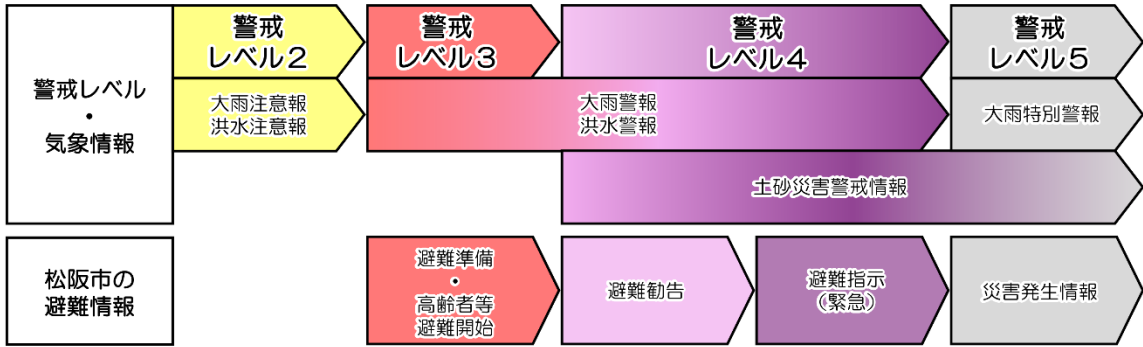 警戒レベル
・
気象情報
警戒
レベル２
警戒
レベル３
警戒
レベル４
警戒
レベル５
大雨注意報
洪水注意報
大雨警報
洪水警報
大雨特別警報
土砂災害警戒情報
松阪市の
避難情報
避難準備
・
高齢者等
避難開始
避難勧告
避難指示
（緊急）
災害発生情報